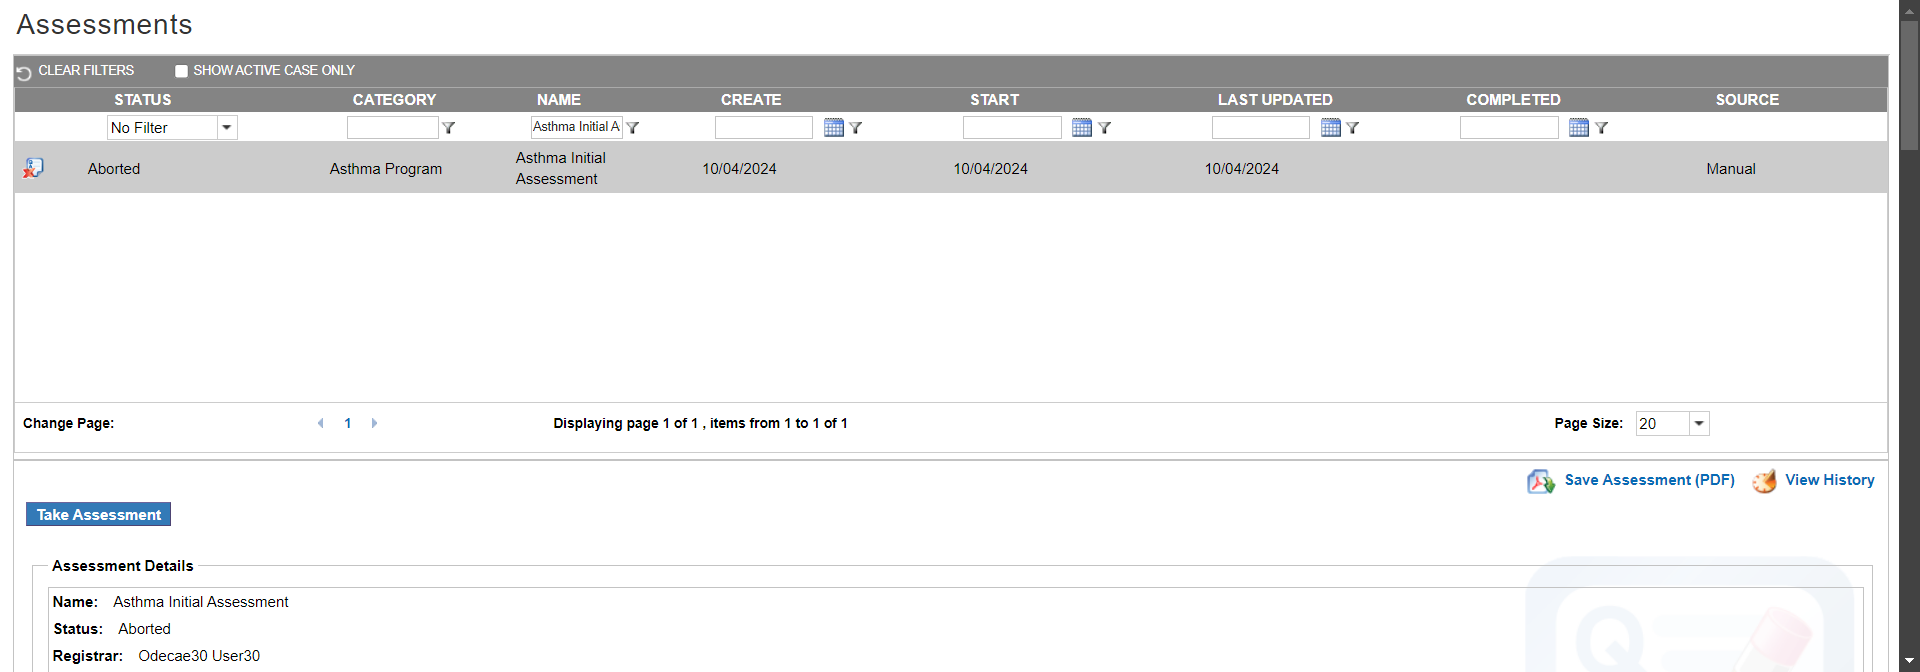 Assessments
CLEAR FILTERS SHOW ACTIVE CASE ONLY
STATUS CATEGORY NAME CREATE START LAST UPDATED COMPLETED SOURCE
No Filter Asthma Initial A
Aborted Asthma Program Asthma Initial Assessment 10/04/2024 10/04/2024 10/04/2024 Manual
Change Page: 1 Displaying page 1 of 1 , items from 1 to 1 of 1 Page Size: 20
Save Assessment (PDF) View History
Take Assessment
Assessment Details
Name: Asthma Initial Assessment
Status: Aborted
Registrar: Odecae30 User30
Q